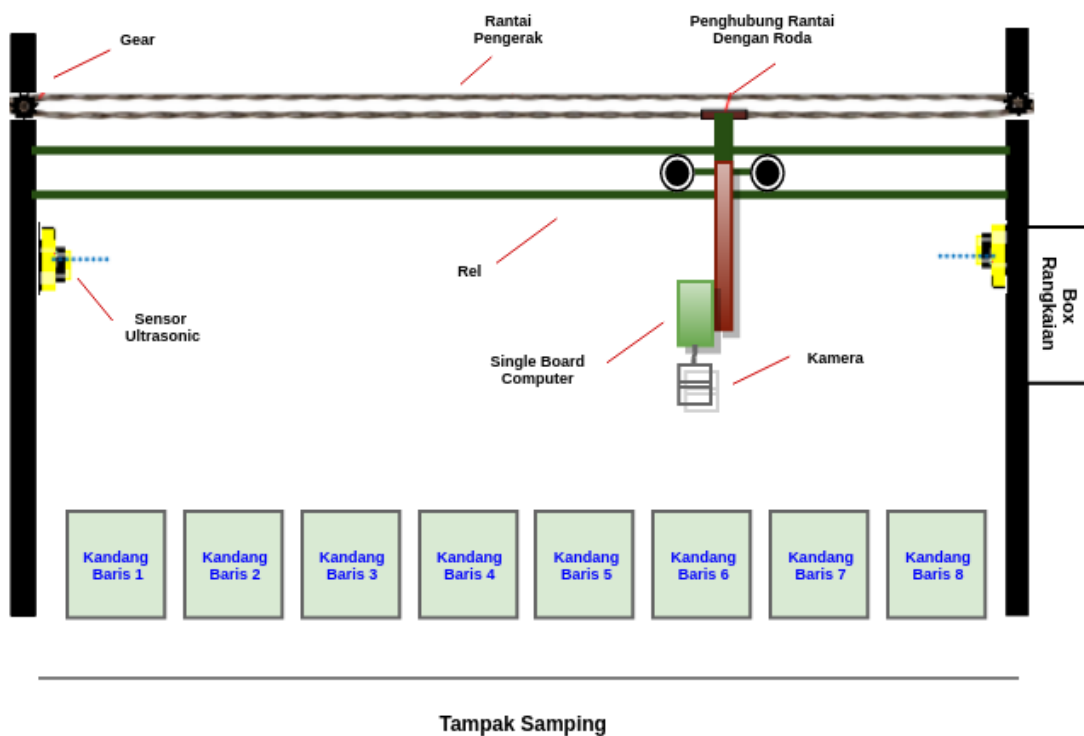 Gear
Rantai
Pengerak
Penghubung Rantai
Dengan Roda
Rel
Sensor
Ultrasonic
Single Board
Computer
Kamera
Box
Rangkaian
Kandang
Baris 1
Kandang
Baris 2
Kandang
Baris 3
Kandang
Baris 4
Kandang
Baris 5
Kandang
Baris 6
Kandang
Baris 7
Kandang
Baris 8
Tampak Samping